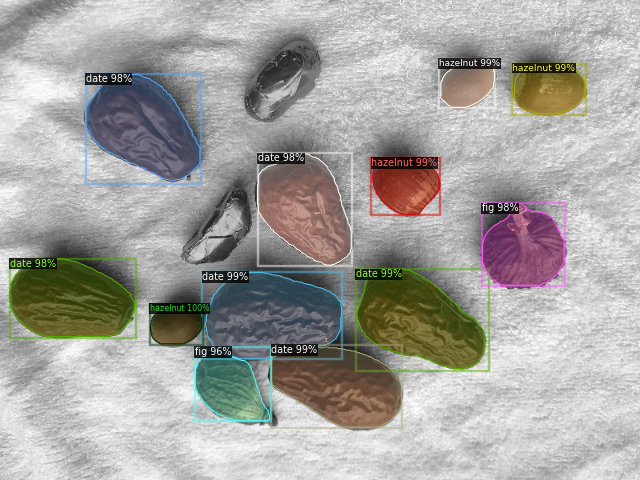 hazelnut 99%
hazelnut 99%
date 98%
date 98%
hazelnut 99%
fig 98%
date 98%
date 99%
date 99%
hazelnut 100%
fig 96%
date 99%